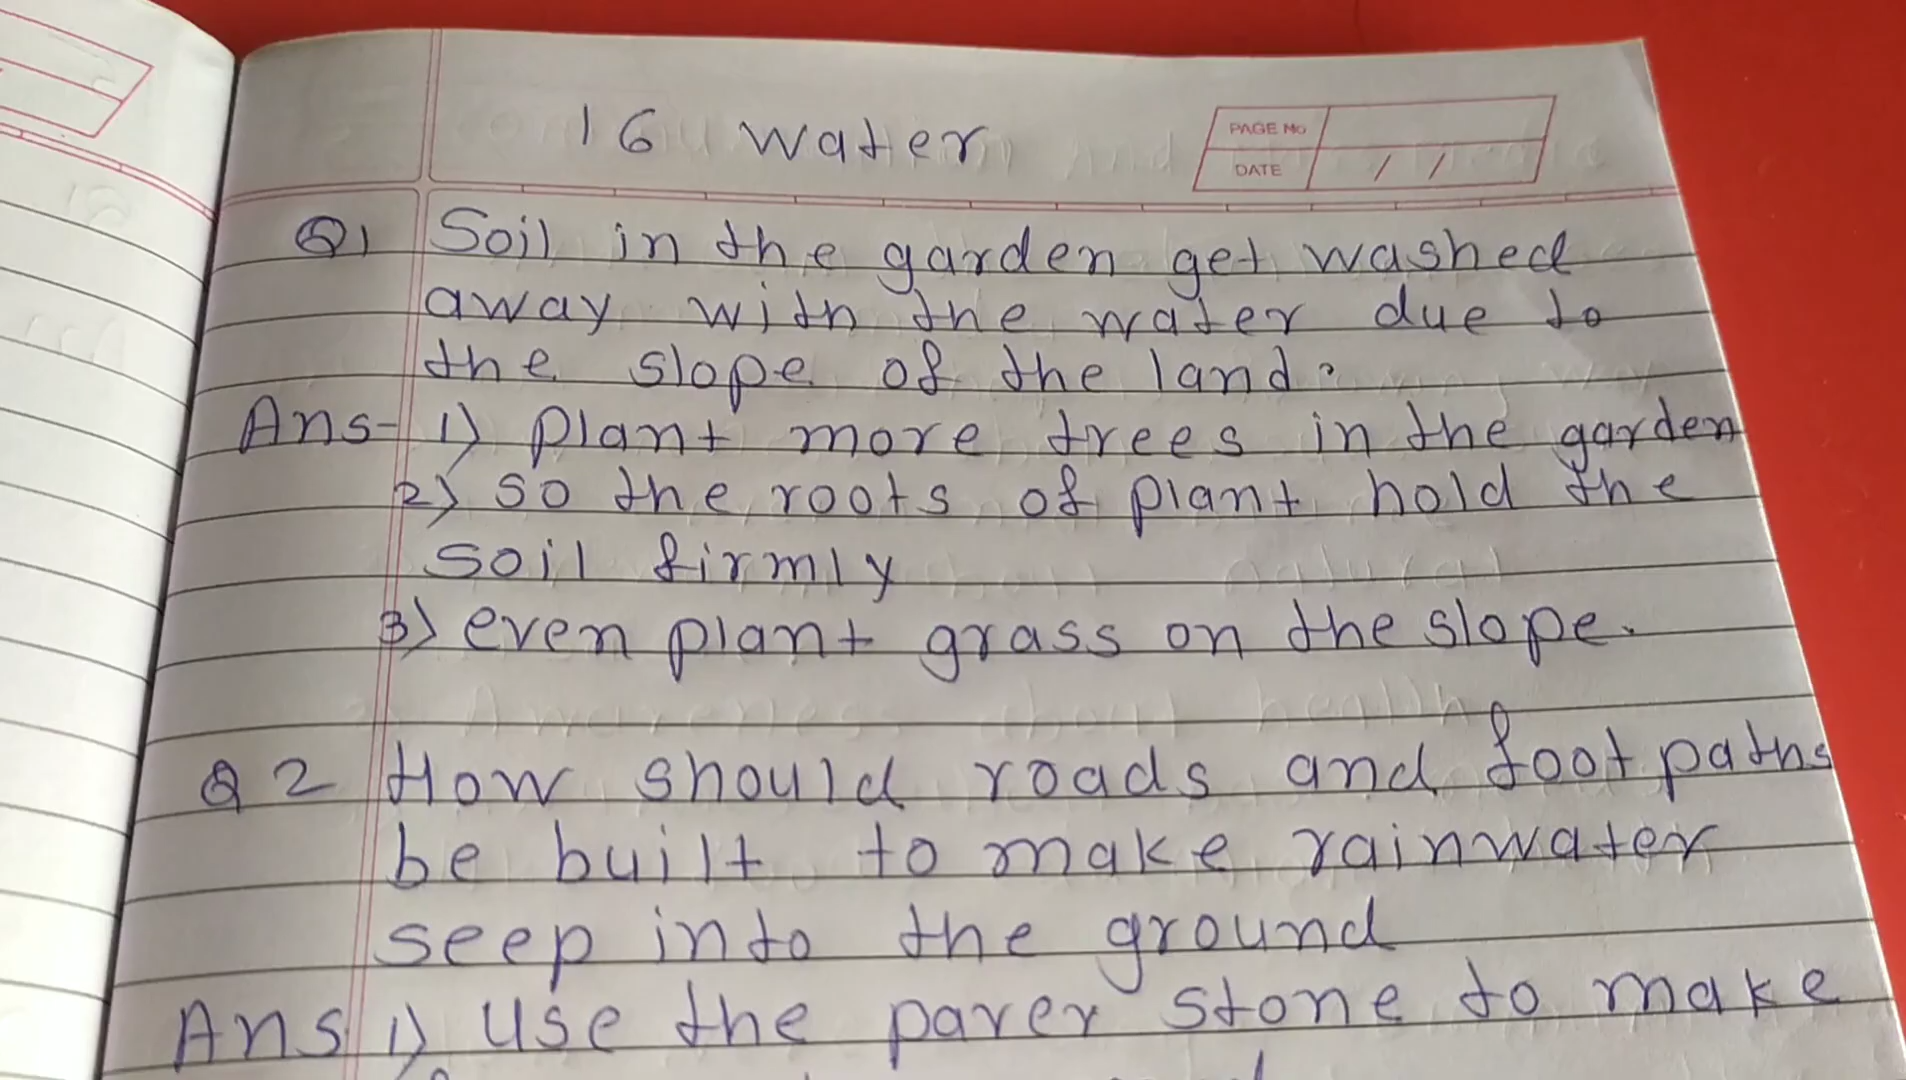 16 water
PAGE No
DATE / /
Q1 Soil in the garden get washed
away with the water due to
the slope of the land?
Ans- 1) plant more trees in the garden
2) so the roots of plant hold the
soil firmly
3) even plant grass on the slope.
Q2 How should roads and footpaths
be built to make rainwater
seep into the ground
Ans 1) use the paver stone to make